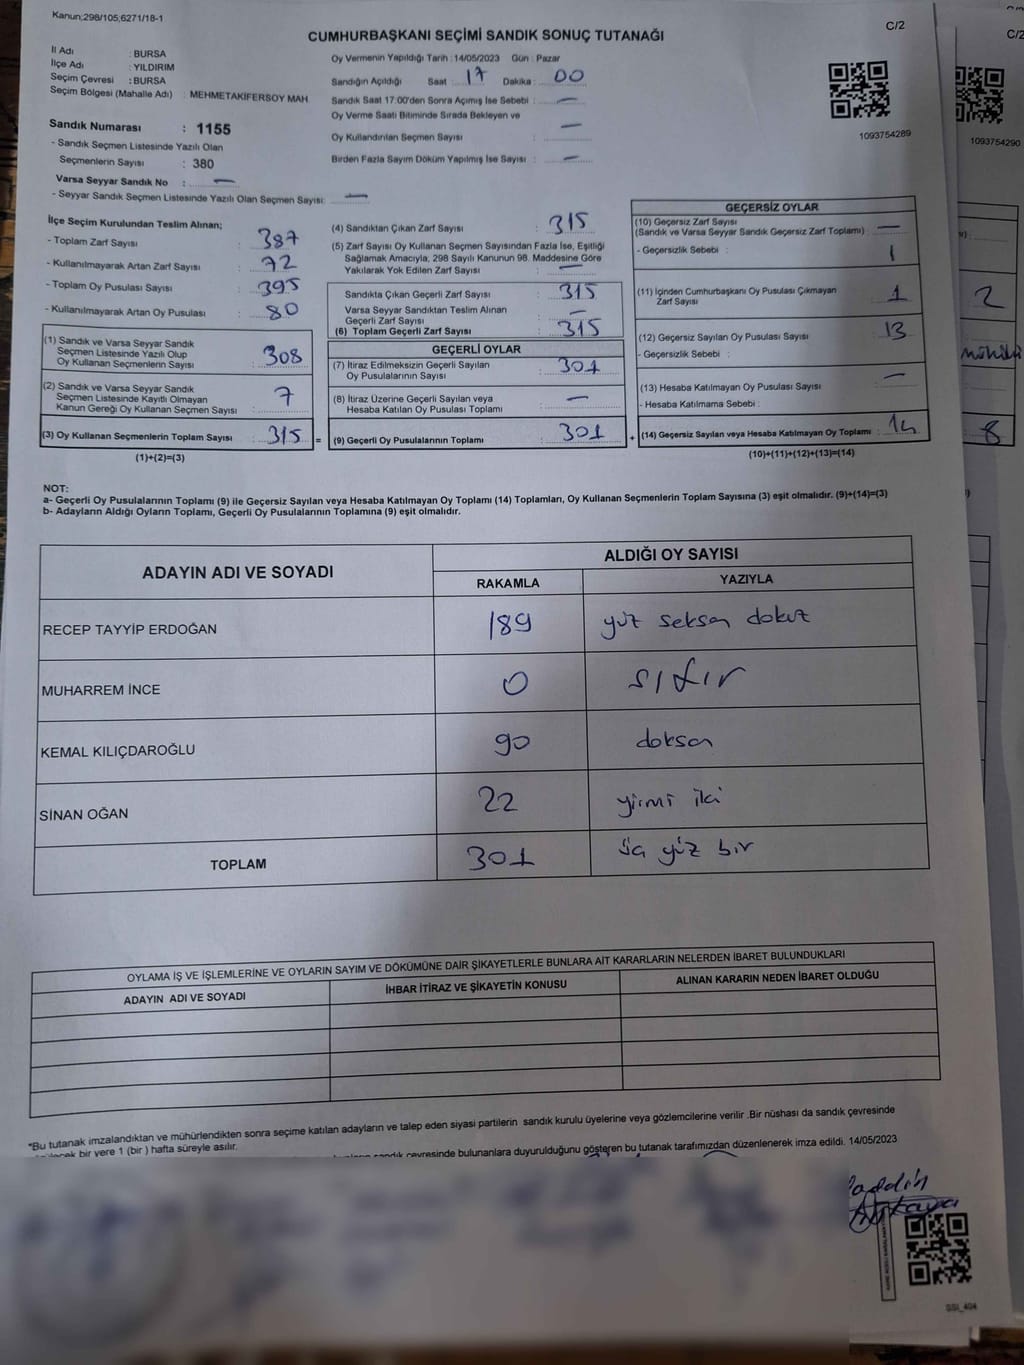 Kanun;298/105,6271/18-1
C/2
CUMHURBAŞKANI SEÇİMİ SANDIK SONUÇ TUTANAĞI
İl Adı : BURSA
İlçe Adı : YILDIRIM
Seçim Çevresi : BURSA
Seçim Bölgesi (Mahalle Adı) : MEHMETAKİFERSOY MAH.
Oy Vermenin Yapıldığı Tarih :14/05/2023 Gün : Pazar
Sandığın Açıldığı Saat : 17 Dakika : 00
Sandık Saat 17:00'den Sonra Açımış İse Sebebi : —
Oy Verme Saati Bitiminde Sırada Bekleyen ve
Oy Kullandırılan Seçmen Sayısı : —
Birden Fazla Sayım Döküm Yapılmış İse Sayısı : —
1093754289
Sandık Numarası : 1155
- Sandık Seçmen Listesinde Yazılı Olan
Seçmenlerin Sayısı : 380
Varsa Seyyar Sandık No : —
- Seyyar Sandık Seçmen Listesinde Yazılı Olan Seçmen Sayısı: —
İlçe Seçim Kurulundan Teslim Alınan;
- Toplam Zarf Sayısı : 387
- Kullanılmayarak Artan Zarf Sayısı : 72
- Toplam Oy Pusulası Sayısı : 395
- Kullanılmayarak Artan Oy Pusulası : 80
(1) Sandık ve Varsa Seyyar Sandık
Seçmen Listesinde Yazılı Olup
Oy Kullanan Seçmenlerin Sayısı : 308
(2) Sandık ve Varsa Seyyar Sandık
Seçmen Listesinde Kayıtlı Olmayan
Kanun Gereği Oy Kullanan Seçmen Sayısı : 7
(3) Oy Kullanan Seçmenlerin Toplam Sayısı : 315 =
(1)+(2)=(3)
(4) Sandıktan Çıkan Zarf Sayısı : 315
(5) Zarf Sayısı Oy Kullanan Seçmen Sayısından Fazla İse, Eşitliği
Sağlamak Amacıyla, 298 Sayılı Kanunun 98. Maddesine Göre
Yakılarak Yok Edilen Zarf Sayısı : —
Sandıkta Çıkan Geçerli Zarf Sayısı : 315
Varsa Seyyar Sandıktan Teslim Alınan
Geçerli Zarf Sayısı : —
(6) Toplam Geçerli Zarf Sayısı : 315
GEÇERLİ OYLAR
(7) İtiraz Edilmeksizin Geçerli Sayılan
Oy Pusulalarının Sayısı : 301
(8) İtiraz Üzerine Geçerli Sayılan veya
Hesaba Katılan Oy Pusulası Toplamı : —
(9) Geçerli Oy Pusulalarının Toplamı : 301 +
GEÇERSİZ OYLAR
(10) Geçersiz Zarf Sayısı
(Sandık ve Varsa Seyyar Sandık Geçersiz Zarf Toplamı) : —
- Geçersizlik Sebebi :
(11) İçinden Cumhurbaşkanı Oy Pusulası Çıkmayan
Zarf Sayısı : 1
(12) Geçersiz Sayılan Oy Pusulası Sayısı : 13
- Geçersizlik Sebebi :
(13) Hesaba Katılmayan Oy Pusulası Sayısı : —
- Hesaba Katılmama Sebebi :
(14) Geçersiz Sayılan veya Hesaba Katılmayan Oy Toplamı : 14
(10)+(11)+(12)+(13)=(14)
NOT:
a- Geçerli Oy Pusulalarının Toplamı (9) ile Geçersiz Sayılan veya Hesaba Katılmayan Oy Toplamı (14) Toplamları, Oy Kullanan Seçmenlerin Toplam Sayısına (3) eşit olmalıdır. (9)+(14)=(3)
b- Adayların Aldığı Oyların Toplamı, Geçerli Oy Pusulalarının Toplamına (9) eşit olmalıdır.
ADAYIN ADI VE SOYADI
ALDIĞI OY SAYISI
RAKAMLA YAZIYLA
RECEP TAYYİP ERDOĞAN 189 yüz seksen dokuz
MUHARREM İNCE 0 sıfır
KEMAL KILIÇDAROĞLU 90 doksan
SİNAN OĞAN 22 yirmi iki
TOPLAM 301 üç yüz bir
OYLAMA İŞ VE İŞLEMLERİNE VE OYLARIN SAYIM VE DÖKÜMÜNE DAİR ŞİKAYETLERLE BUNLARA AİT KARARLARIN NELERDEN İBARET BULUNDUKLARI
ADAYIN ADI VE SOYADI İHBAR İTİRAZ VE ŞİKAYETİN KONUSU ALINAN KARARIN NEDEN İBARET OLDUĞU
*Bu tutanak imzalandıktan ve mühürlendikten sonra seçime katılan adayların ve talep eden siyasi partilerin sandık kurulu üyelerine veya gözlemcilerine verilir .Bir nüshası da sandık çevresinde
bir yere 1 (bir ) hafta süreyle asılır.
sandık çevresinde bulunanlara duyurulduğunu gösteren bu tutanak tarafımızdan düzenlenerek imza edildi. 14/05/2023
C/2
1093754290
2
8